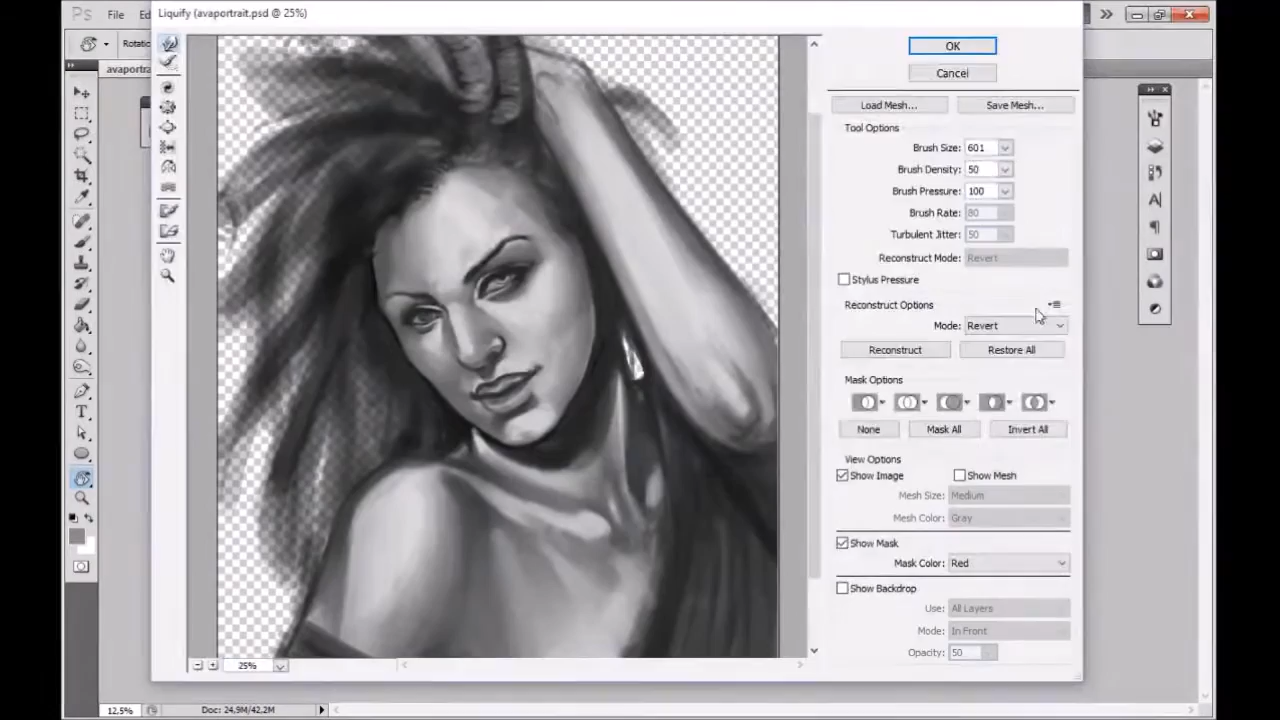 Liquify (avaportrait.psd @ 25%)
Ps File Ed
Rotatio
avaportra
OK
Cancel
Load Mesh... Save Mesh...
Tool Options
Brush Size: 601
Brush Density: 50
Brush Pressure: 100
Brush Rate: 80
Turbulent Jitter: 50
Reconstruct Mode: Revert
Stylus Pressure
Reconstruct Options
Mode: Revert
Reconstruct Restore All
Mask Options
None Mask All Invert All
View Options
Show Image Show Mesh
Mesh Size: Medium
Mesh Color: Gray
Show Mask
Mask Color: Red
Show Backdrop
Use: All Layers
Mode: In Front
Opacity: 50
25%
12,5% Doc: 24,9M/42,2M